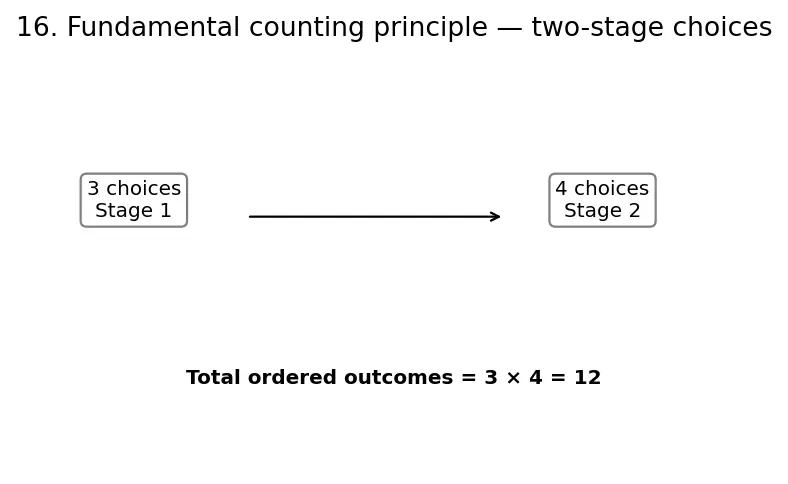 16. Fundamental counting principle — two-stage choices
3 choices
Stage 1
4 choices
Stage 2
Total ordered outcomes = 3 × 4 = 12